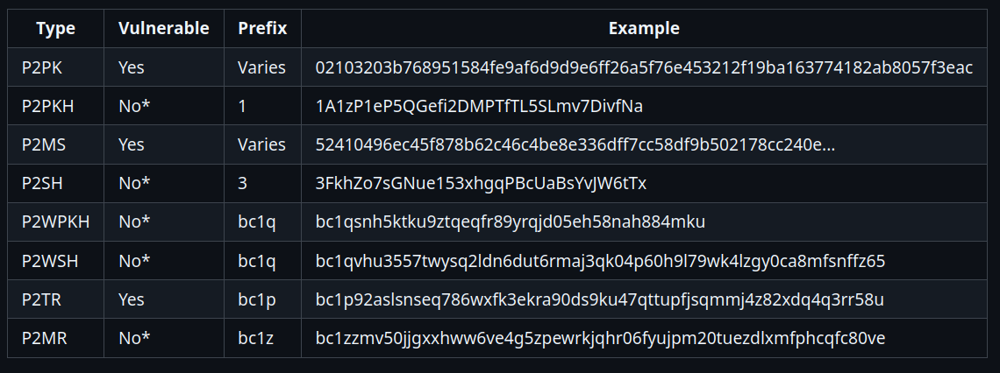 Type Vulnerable Prefix Example
P2PK Yes Varies 02103203b768951584fe9af6d9d9e6ff26a5f76e453212f19ba163774182ab8057f3eac
P2PKH No* 1 1A1zP1eP5QGefi2DMPTfTL5SLmv7DivfNa
P2MS Yes Varies 52410496ec45f878b62c46c4be8e336dff7cc58df9b502178cc240e...
P2SH No* 3 3FkhZo7sGNue153xhgqPBcUaBsYvJW6tTx
P2WPKH No* bc1q bc1qsnh5ktku9ztqeqfr89yrqjd05eh58nah884mku
P2WSH No* bc1q bc1qvhu3557twysq2ldn6dut6rmaj3qk04p60h9l79wk4lzgy0ca8mfsnffz65
P2TR Yes bc1p bc1p92aslsnseq786wxfk3ekra90ds9ku47qttupfjsqmmj4z82xdq4q3rr58u
P2MR No* bc1z bc1zzmv50jjgxxhww6ve4g5zpewrkjqhr06fyujpm20tuezdlxmfphcqfc80ve